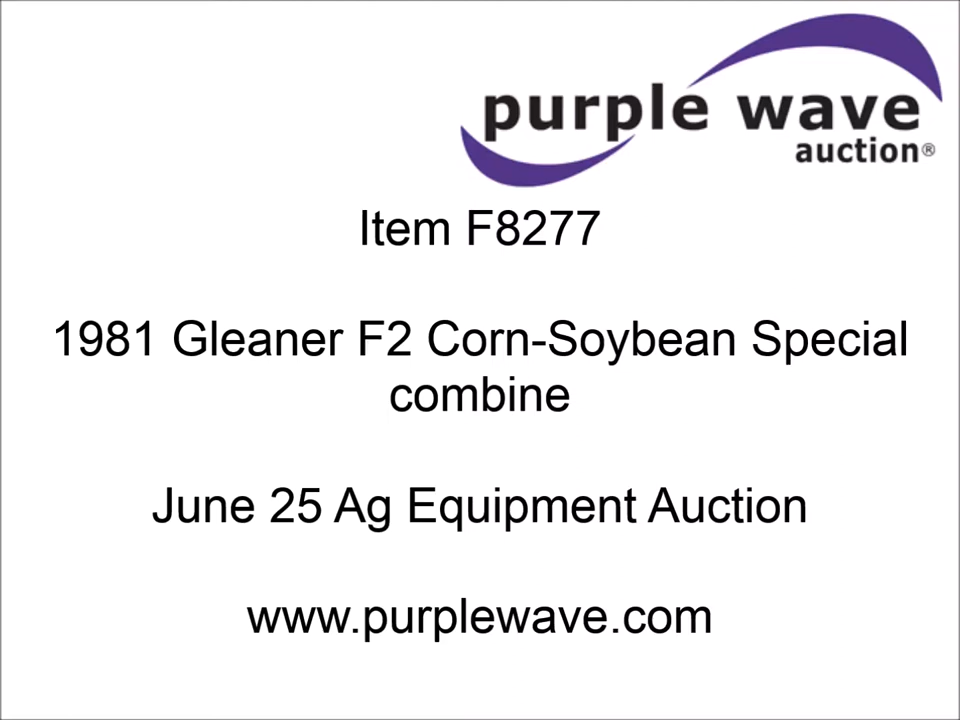 purple wave
auction®
Item F8277
1981 Gleaner F2 Corn-Soybean Special
combine
June 25 Ag Equipment Auction
www.purplewave.com